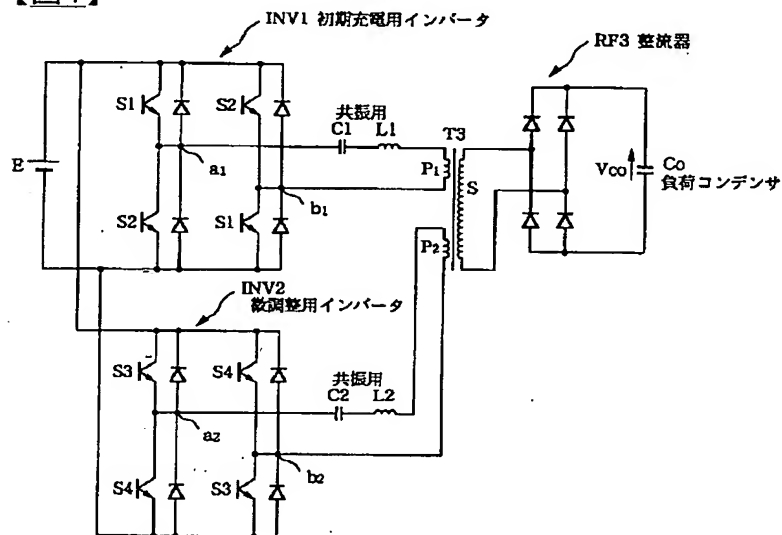 INV1 初期充電用インバータ
RF3 整流器
S1
S2
共振用
C1 L1
T3
a1
P1
S
E
VCO
CO
負荷コンデンサ
S2
S1
b1
P2
INV2
微調整用インバータ
S3
S4
共振用
C2 L2
a2
b2
S4
S3